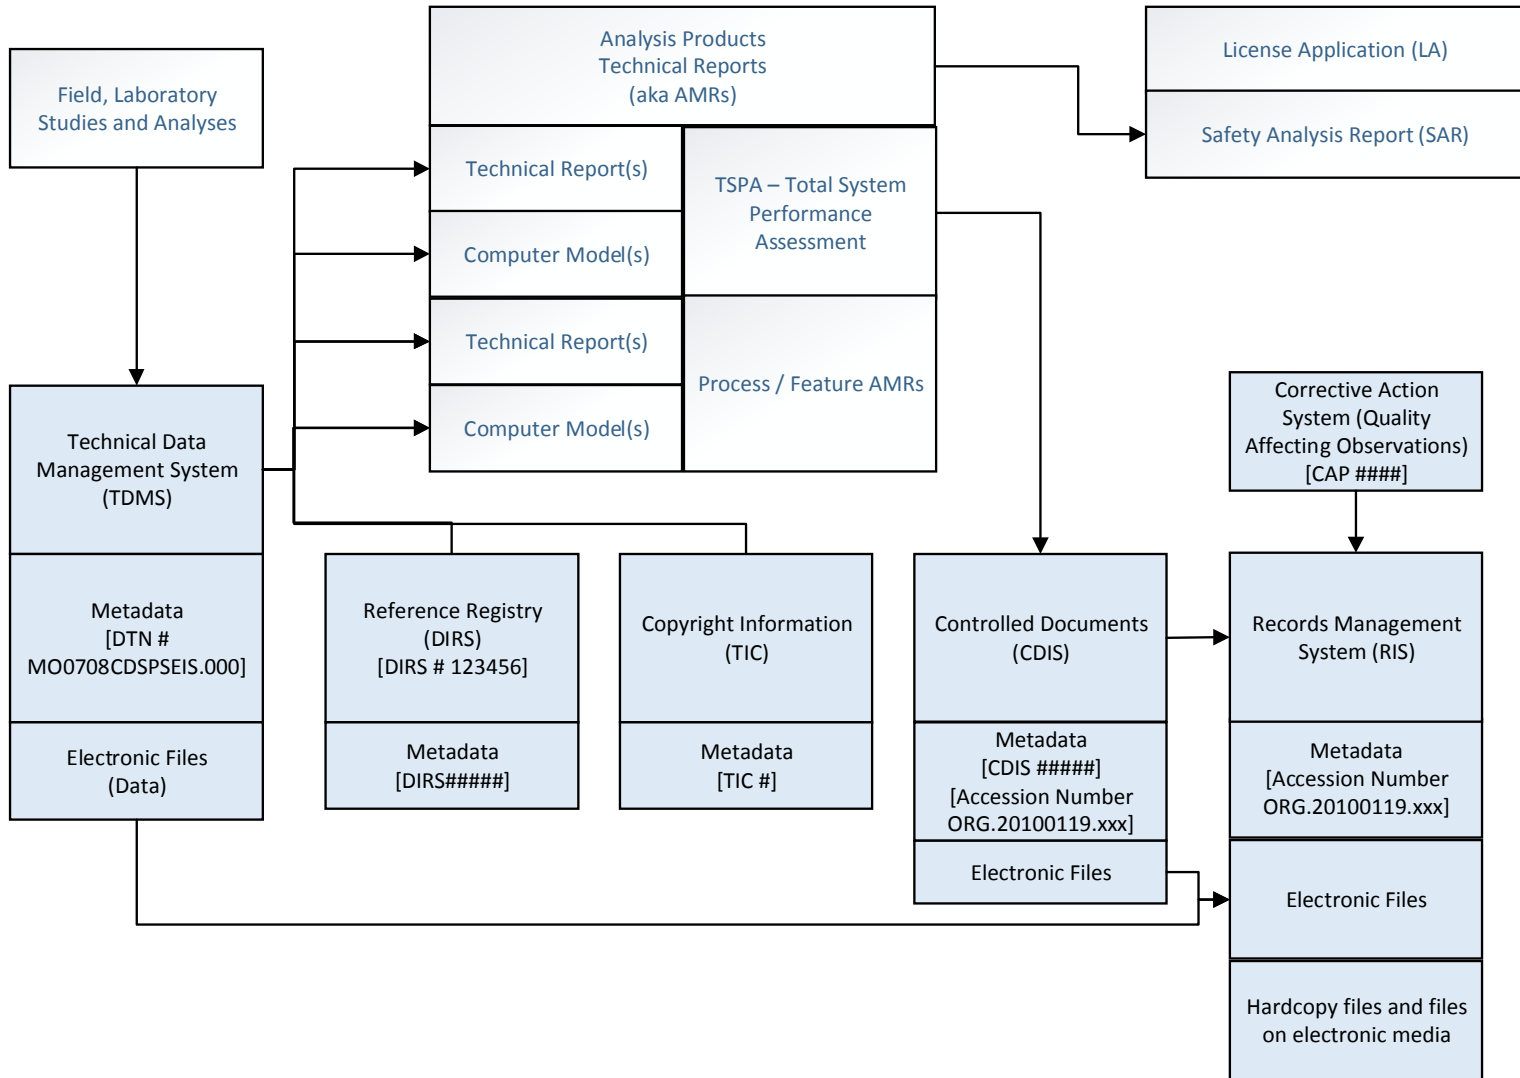 Analysis Products
Technical Reports
(aka AMRs)
License Application (LA)
Safety Analysis Report (SAR)
Field, Laboratory
Studies and Analyses
Technical Report(s)
Computer Model(s)
TSPA – Total System
Performance
Assessment
Technical Report(s)
Computer Model(s)
Process / Feature AMRs
Corrective Action
System (Quality
Affecting Observations)
[CAP ####]
Technical Data
Management System
(TDMS)
Metadata
[DTN #
MO0708CDSPSEIS.000]
Electronic Files
(Data)
Reference Registry
(DIRS)
[DIRS # 123456]
Metadata
[DIRS#####]
Copyright Information
(TIC)
Metadata
[TIC #]
Controlled Documents
(CDIS)
Metadata
[CDIS #####]
[Accession Number
ORG.20100119.xxx]
Electronic Files
Records Management
System (RIS)
Metadata
[Accession Number
ORG.20100119.xxx]
Electronic Files
Hardcopy files and files
on electronic media